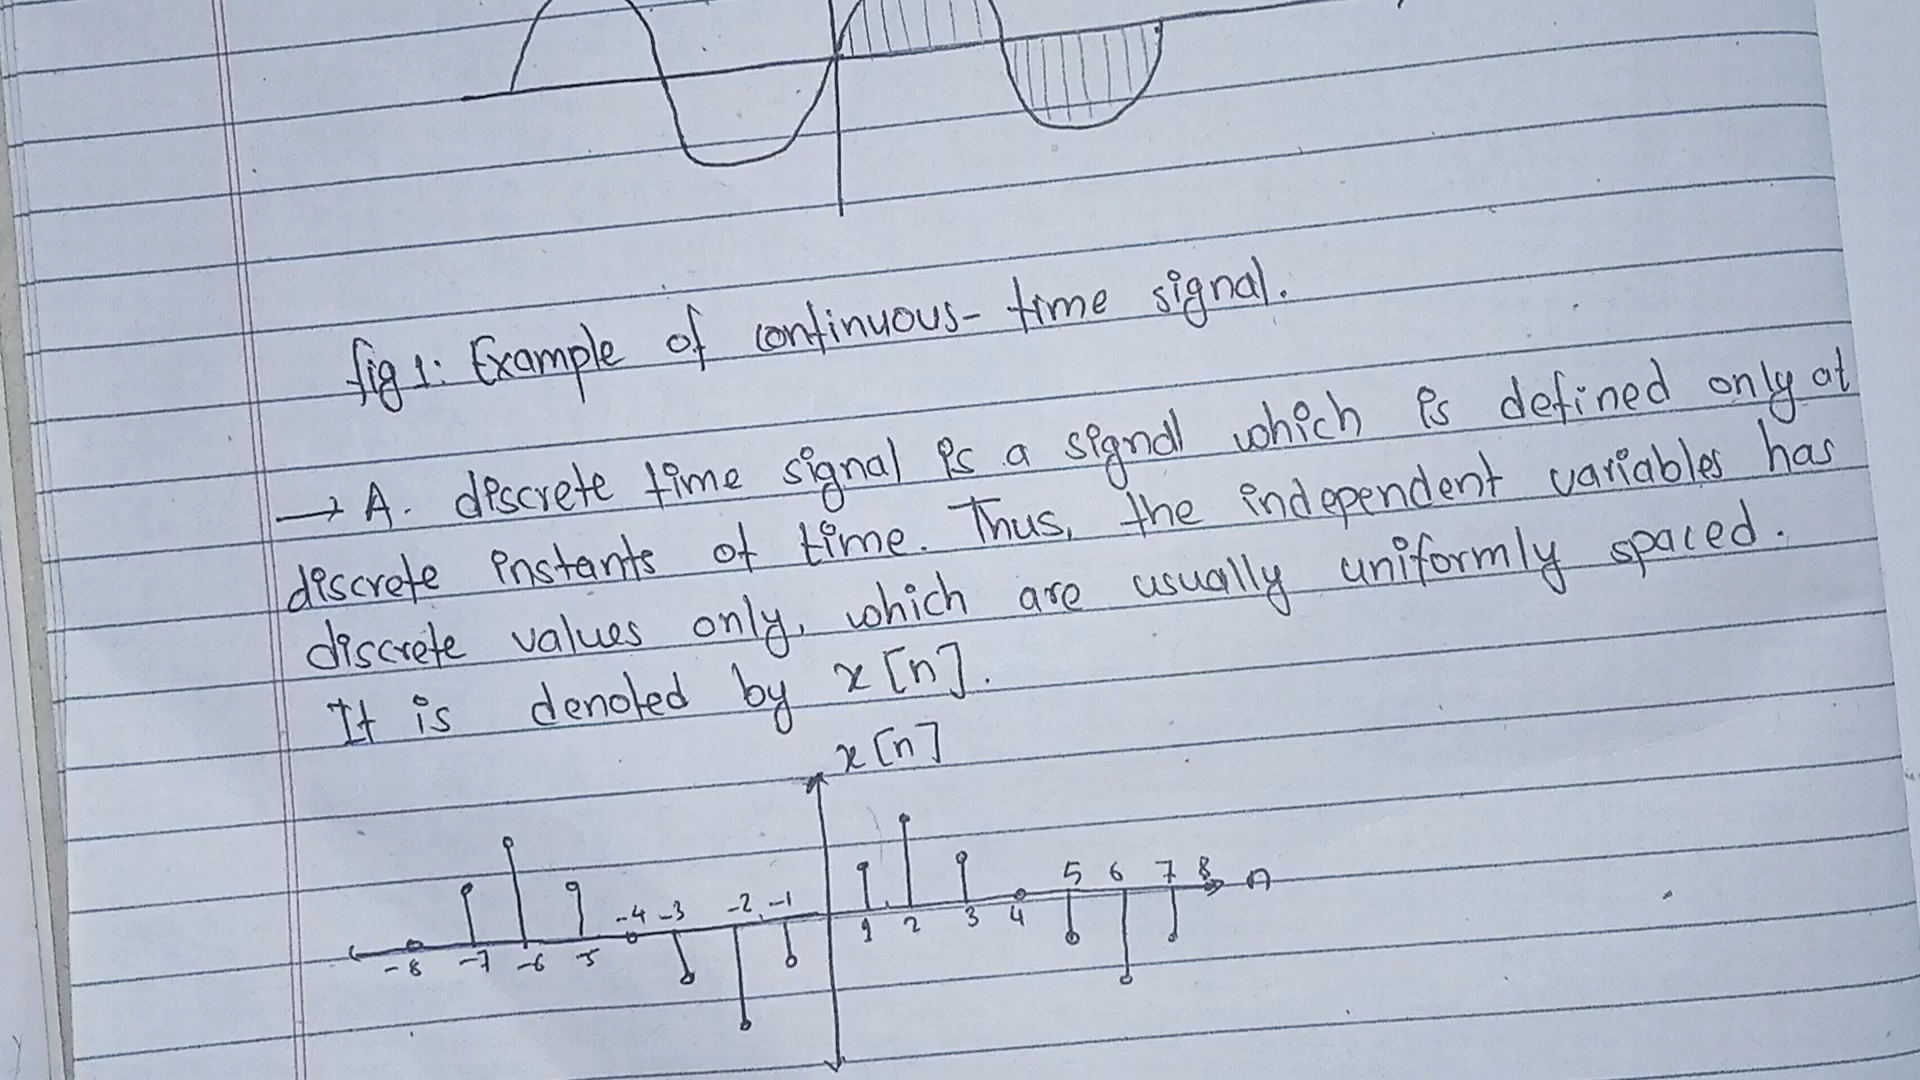 fig 1: Example of continuous- time signal.
→ A. discrete time signal is a signal which is defined only at
discrete instants of time. Thus, the independent variables has
discrete values only, which are usually uniformly spaced.
It is denoted by x[n].
x[n]
-8 -7 -6 -5 -4 -3 -2 -1 1 2 3 4 5 6 7 8 n